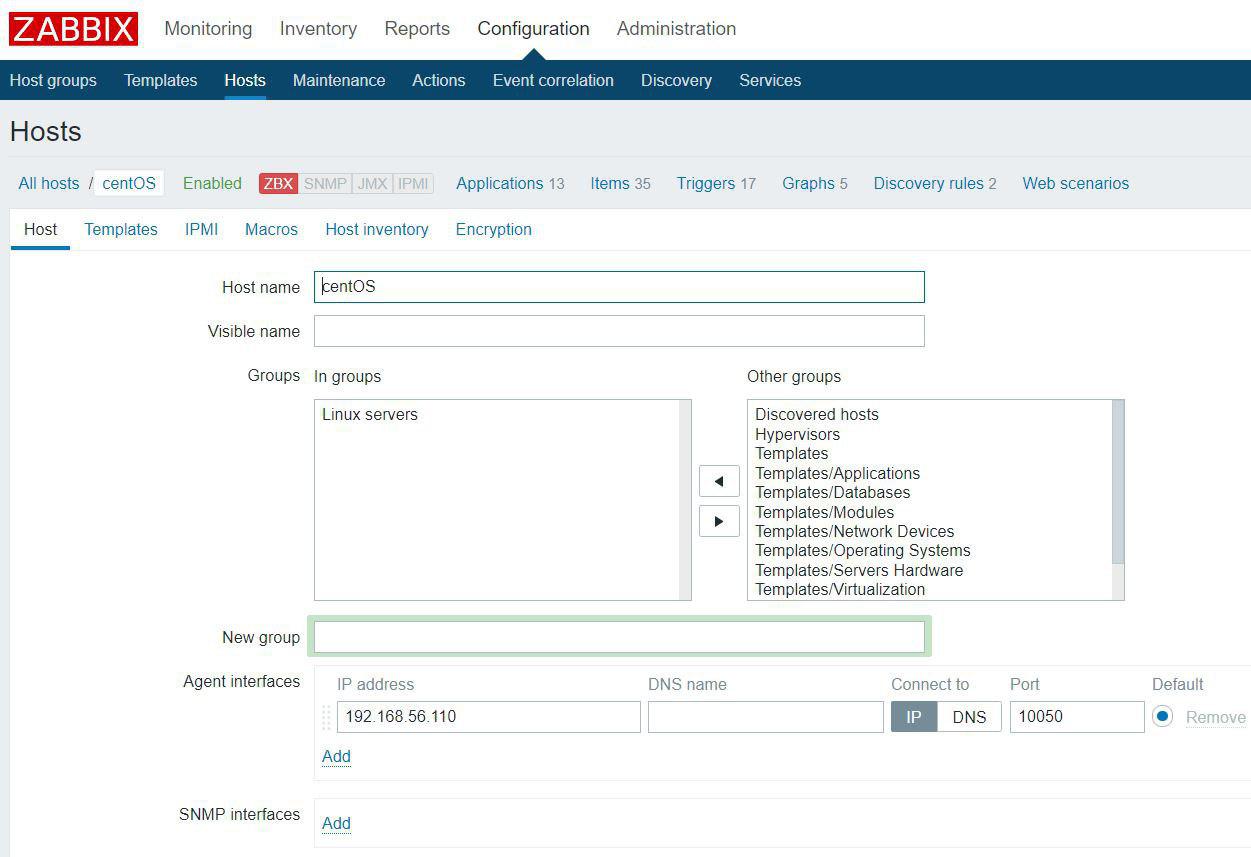 ZABBIX Monitoring Inventory Reports Configuration Administration
Host groups Templates Hosts Maintenance Actions Event correlation Discovery Services
Hosts
All hosts / centOS Enabled ZBX SNMP JMX IPMI Applications 13 Items 35 Triggers 17 Graphs 5 Discovery rules 2 Web scenarios
Host Templates IPMI Macros Host inventory Encryption
Host name centOS
Visible name
Groups In groups Other groups
Linux servers Discovered hosts
Hypervisors
Templates
Templates/Applications
Templates/Databases
Templates/Modules
Templates/Network Devices
Templates/Operating Systems
Templates/Servers Hardware
Templates/Virtualization
New group
Agent interfaces IP address DNS name Connect to Port Default
192.168.56.110 IP DNS 10050 Remove
Add
SNMP interfaces Add